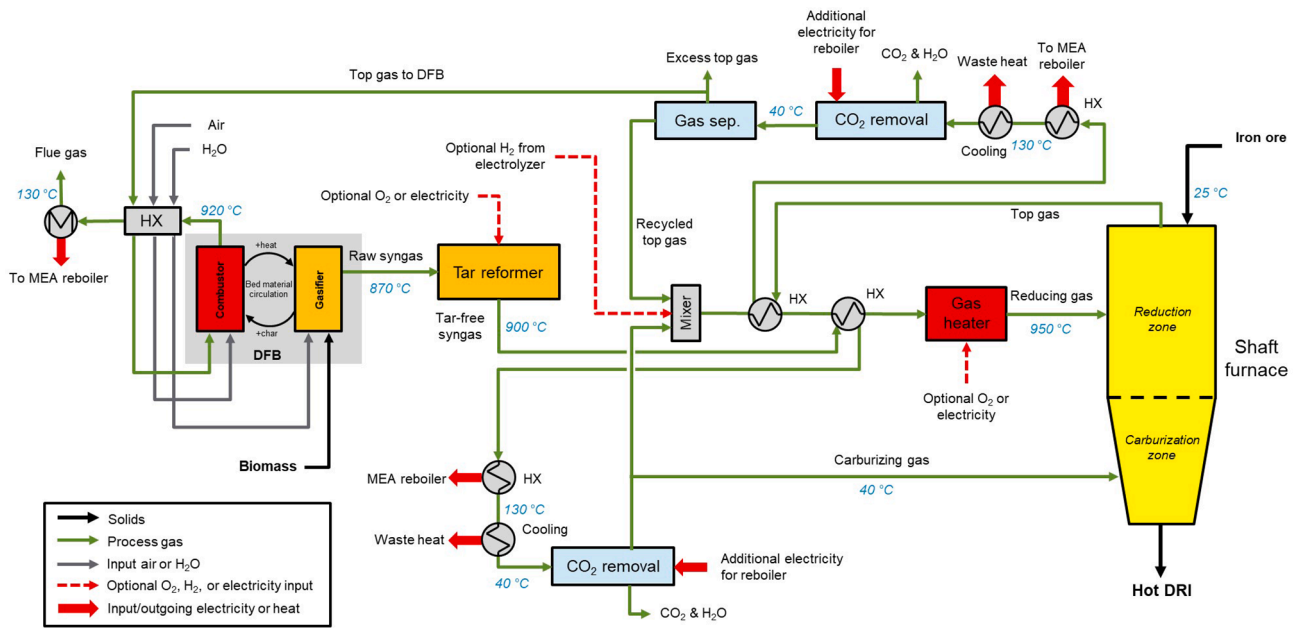 Additional
electricity for
reboiler
CO₂ & H₂O
Waste heat
To MEA
reboiler
Excess top gas
Top gas to DFB
40 °C
Gas sep.
CO₂ removal
HX
Cooling
130 °C
Iron ore
25 °C
Air
H₂O
Flue gas
130 °C
HX
920 °C
To MEA reboiler
Optional H₂ from
electrolyzer
Optional O₂ or electricity
Recycled
top gas
Top gas
Combustor
+heat
Bed material
circulation
+char
Gasifier
DFB
Raw syngas
870 °C
Tar reformer
Tar-free
syngas
900 °C
Mixer
HX
HX
Gas
heater
Reducing gas
950 °C
Reduction
zone
Shaft
furnace
Optional O₂ or
electricity
Carburization
zone
Biomass
MEA reboiler
HX
130 °C
Waste heat
Cooling
40 °C
CO₂ removal
Additional electricity
for reboiler
CO₂ & H₂O
Carburizing gas
40 °C
Hot DRI
Solids
Process gas
Input air or H₂O
Optional O₂, H₂, or electricity input
Input/outgoing electricity or heat